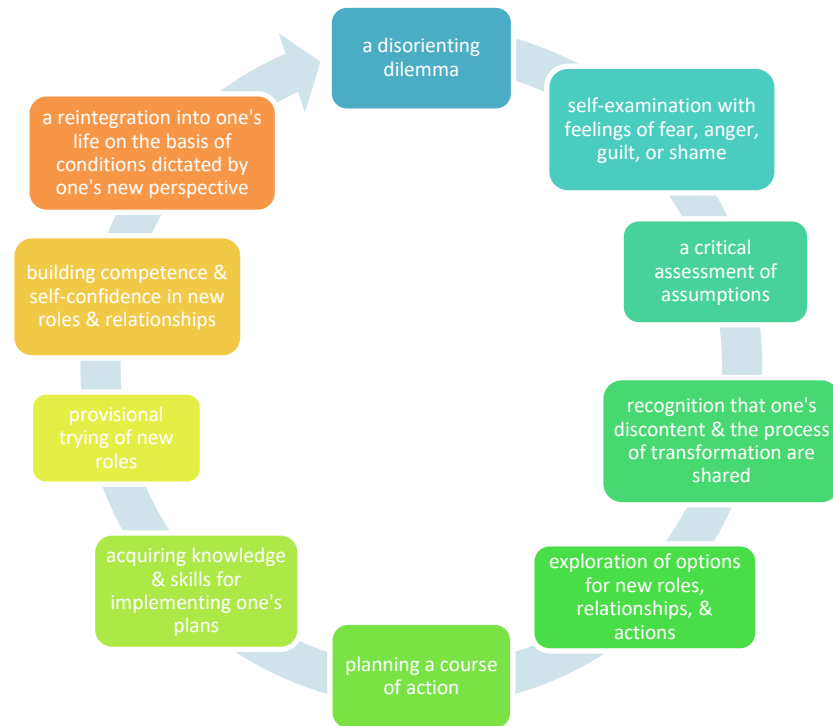 a disorienting
dilemma
self-examination with
feelings of fear, anger,
guilt, or shame
a critical
assessment of
assumptions
recognition that one's
discontent & the process
of transformation are
shared
exploration of options
for new roles,
relationships, &
actions
planning a course
of action
acquiring knowledge
& skills for
implementing one's
plans
provisional
trying of new
roles
building competence &
self-confidence in new
roles & relationships
a reintegration into one's
life on the basis of
conditions dictated by
one's new perspective